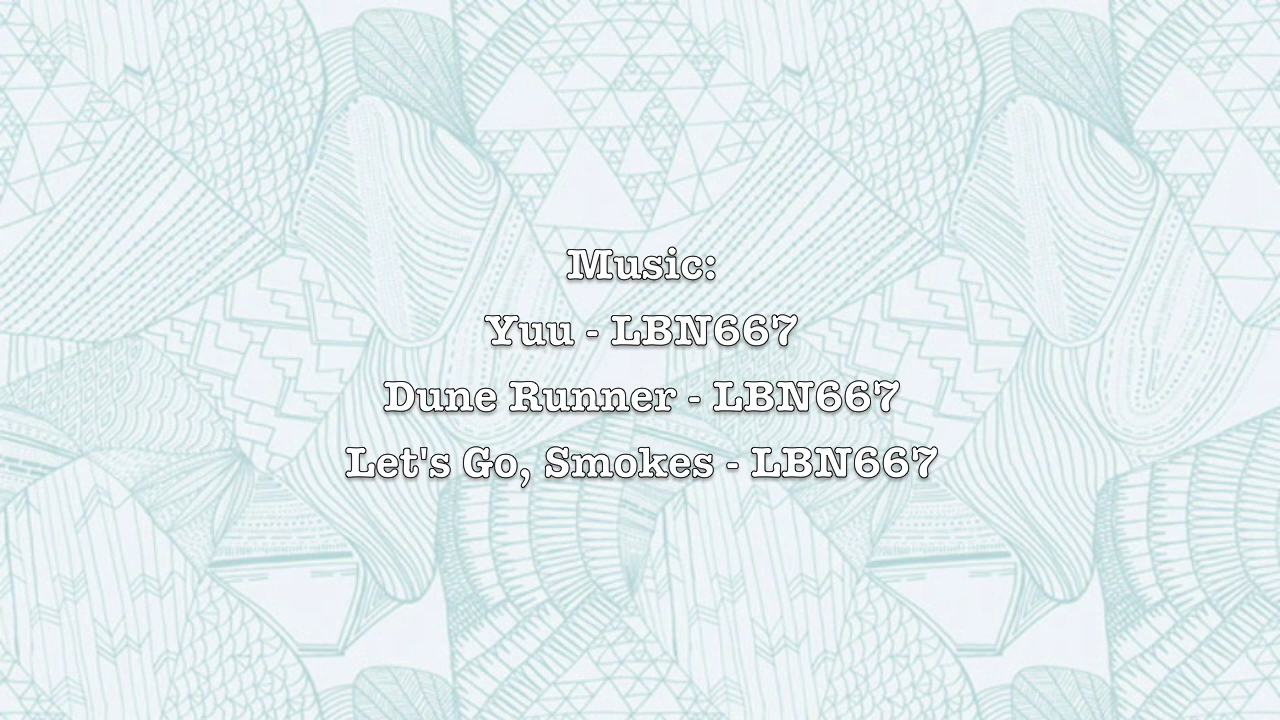 Music:
Yuu - LBN667
Dune Runner - LBN667
Let's Go, Smokes - LBN667